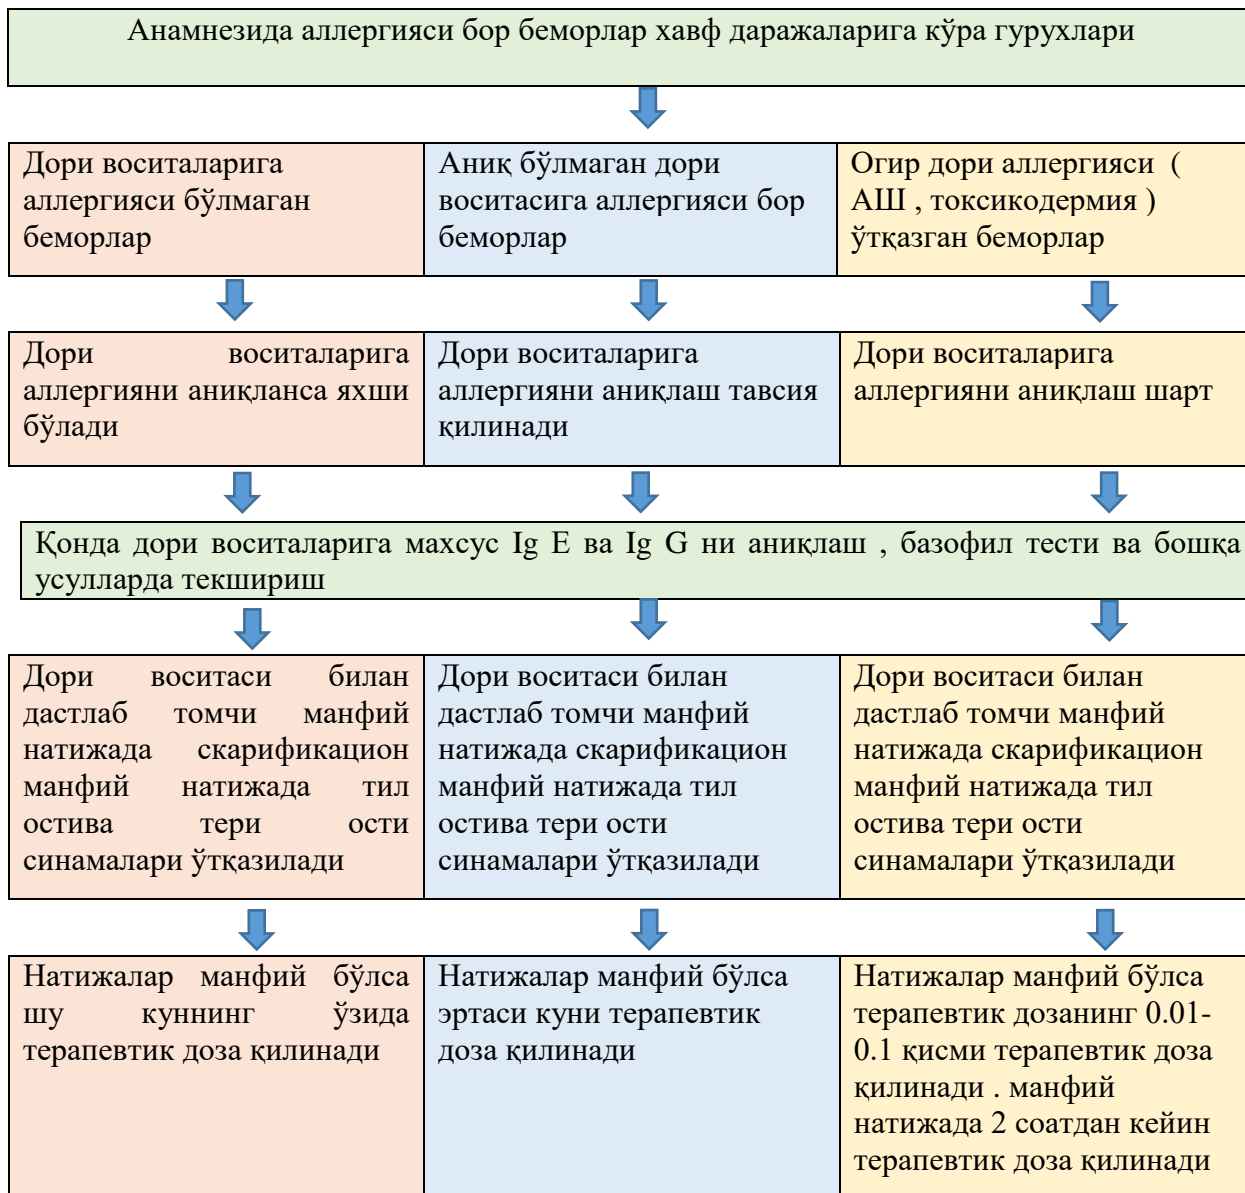 Анамнезида аллергияси бор беморлар хавф даражаларига кўра гурухлари
Дори воситаларига
аллергияси бўлмаган
беморлар
Аниқ бўлмаган дори
воситасига аллергияси бор
беморлар
Огир дори аллергияси (
АШ , токсикодермия )
ўтқазган беморлар
Дори воситаларига
аллергияни аниқланса яхши
бўлади
Дори воситаларига
аллергияни аниқлаш тавсия
қилинади
Дори воситаларига
аллергияни аниқлаш шарт
Қонда дори воситаларига махсус Ig E ва Ig G ни аниқлаш , базофил тести ва бошқа
усулларда текшириш
Дори воситаси билан
дастлаб томчи манфий
натижада скарификацион
манфий натижада тил
остива тери ости
синамалари ўтқазилади
Дори воситаси билан
дастлаб томчи манфий
натижада скарификацион
манфий натижада тил
остива тери ости
синамалари ўтқазилади
Дори воситаси билан
дастлаб томчи манфий
натижада скарификацион
манфий натижада тил
остива тери ости
синамалари ўтқазилади
Натижалар манфий бўлса
шу куннинг ўзида
терапевтик доза қилинади
Натижалар манфий бўлса
эртаси куни терапевтик
доза қилинади
Натижалар манфий бўлса
терапевтик дозанинг 0.01-
0.1 қисми терапевтик доза
қилинади . манфий
натижада 2 соатдан кейин
терапевтик доза қилинади